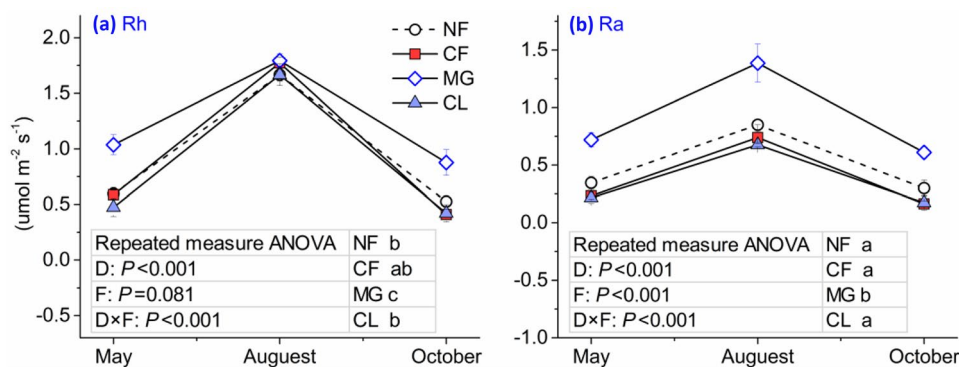 (a) Rh
NF
CF
MG
CL
2.0
1.5
1.0
0.5
0.0
-0.5
(umol m⁻² s⁻¹)
Repeated measure ANOVA NF b
D: P<0.001 CF ab
F: P=0.081 MG c
D×F: P<0.001 CL b
May Auguest October
(b) Ra
1.5
1.0
0.5
0.0
-0.5
-1.0
Repeated measure ANOVA NF a
D: P<0.001 CF a
F: P<0.001 MG b
D×F: P<0.001 CL a
May Auguest October